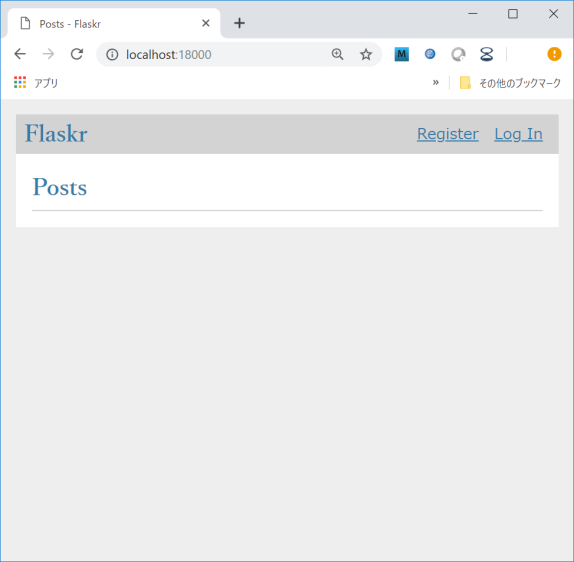 Posts - Flaskr
localhost:18000
M
アプリ
»
その他のブックマーク
Flaskr
Register
Log In
Posts